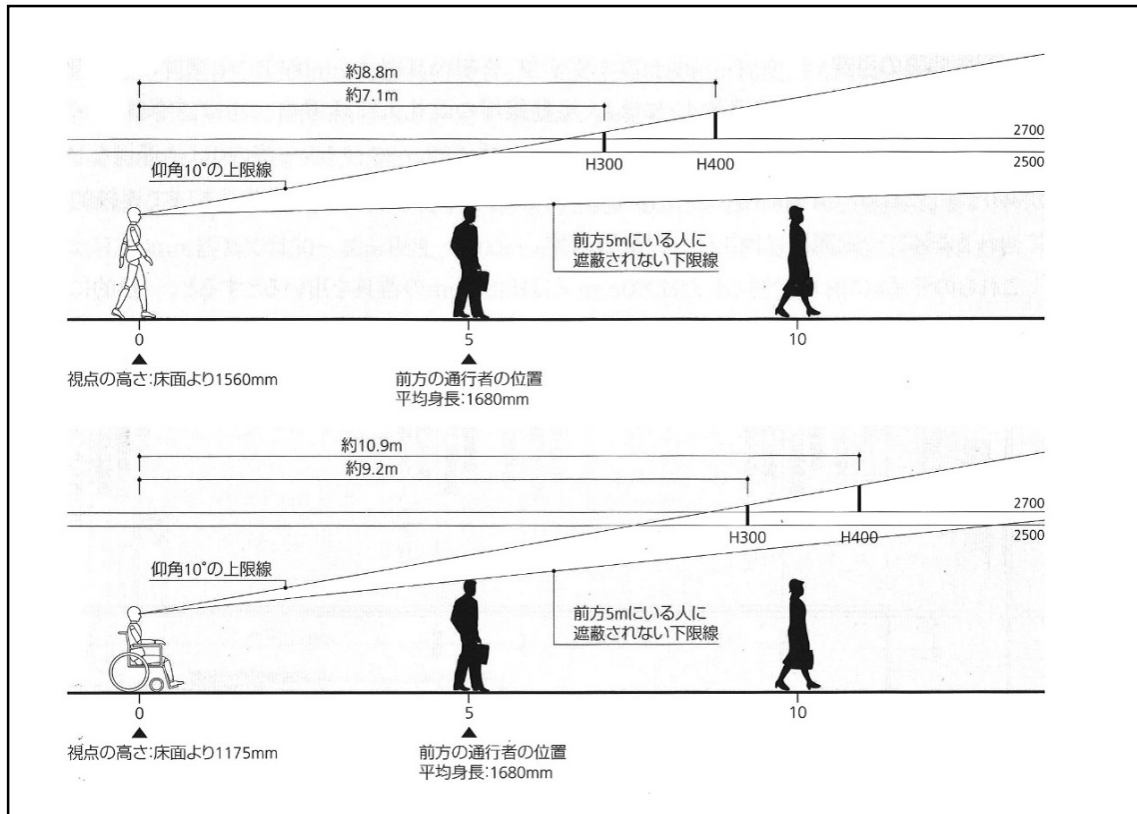 約8.8m
約7.1m
2700
H300
H400
2500
仰角10°の上限線
前方5mにいる人に
遮蔽されない下限線
0
5
10
視点の高さ:床面より1560mm
前方の通行者の位置
平均身長:1680mm
約10.9m
約9.2m
2700
2500
H300
H400
仰角10°の上限線
前方5mにいる人に
遮蔽されない下限線
0
5
10
視点の高さ:床面より1175mm
前方の通行者の位置
平均身長:1680mm